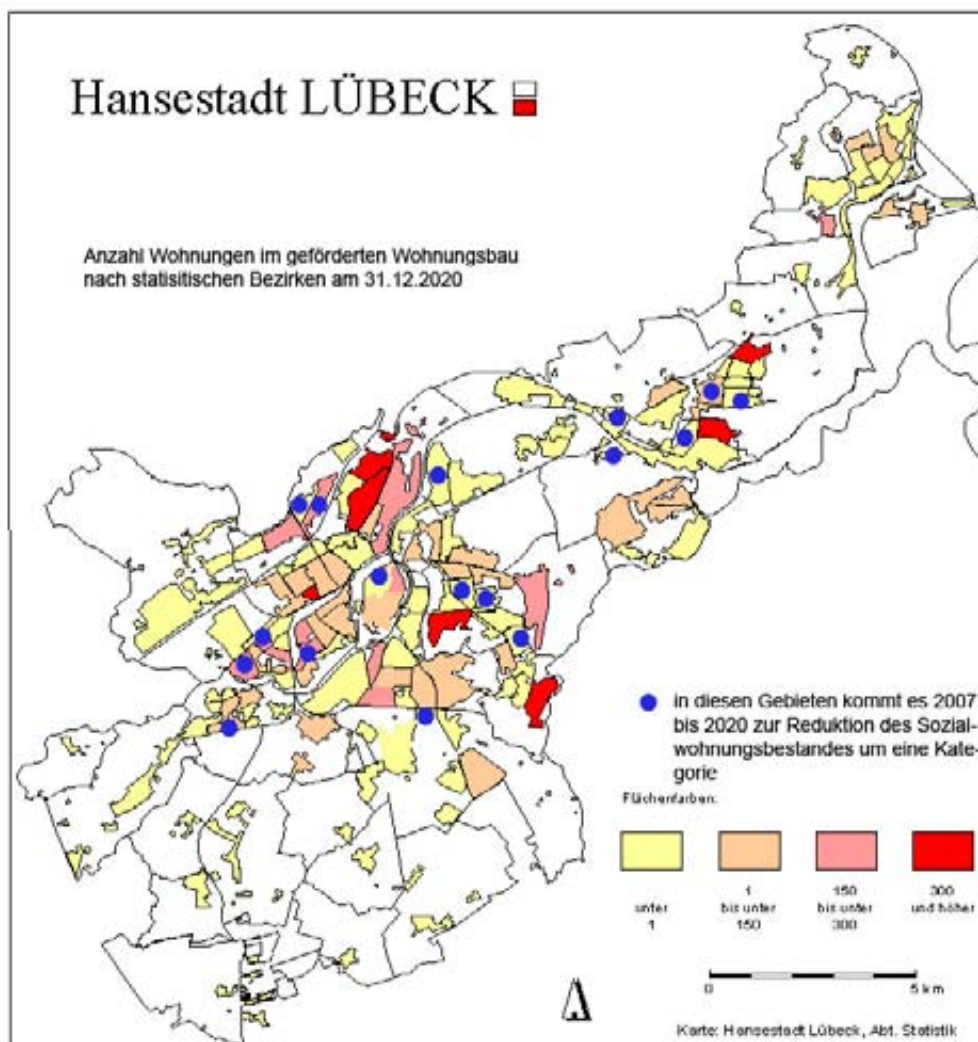 Hansestadt LÜBECK
Anzahl Wohnungen im geförderten Wohnungsbau
nach statisitischen Bezirken am 31.12.2020
in diesen Gebieten kommt es 2007
bis 2020 zur Reduktion des Sozial-
wohnungsbestandes um eine Kate-
gorie
Flächenfarben:
unter
1
1
bis unter
150
150
bis unter
300
300
und höher
0 5 km
Karte: Hansestadt Lübeck, Abt. Statistik